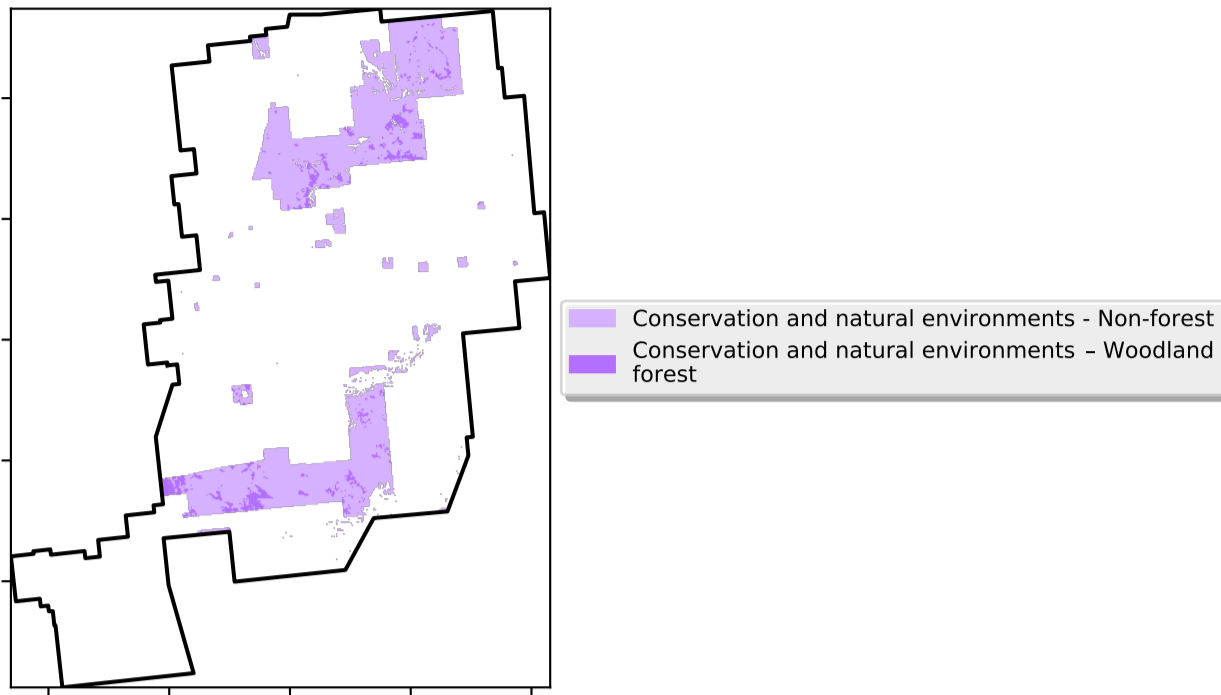 Conservation and natural environments - Non-forest
Conservation and natural environments – Woodland
forest